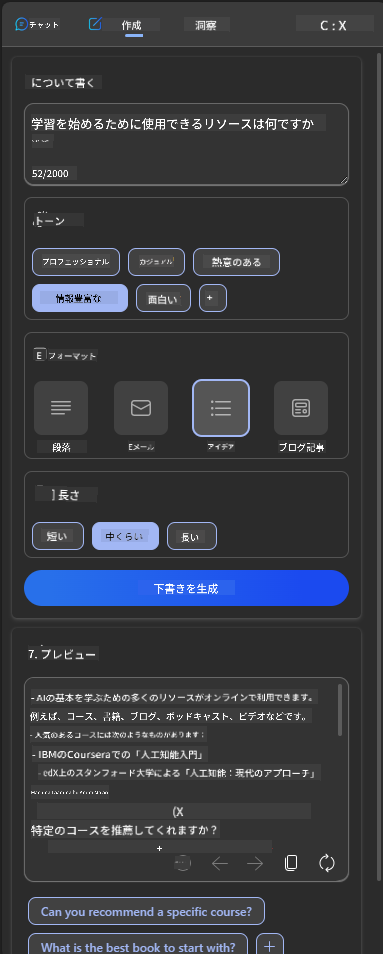 チャット
作成
洞察
C : X
について書く
学習を始めるために使用できるリソースは何ですか
52/2000
トーン
プロフェッショナル
カジュアル
熱意のある
情報豊富な
面白い
+
E フォーマット
段落
Eメール
アイデア
ブログ記事
] 長さ
短い
中くらい
長い
下書きを生成
7. プレビュー
- AIの基本を学ぶための多くのリソースがオンラインで利用できます。
例えば、コース、書籍、ブログ、ポッドキャスト、ビデオなどです。
- 人気のあるコースには次のようなものがあります：
- IBMのCourseraでの「人工知能入門」
- edX上のスタンフォード大学による「人工知能：現代のアプローチ」
(X
特定のコースを推薦してくれますか？
+
Can you recommend a specific course?
What is the best book to start with?
+